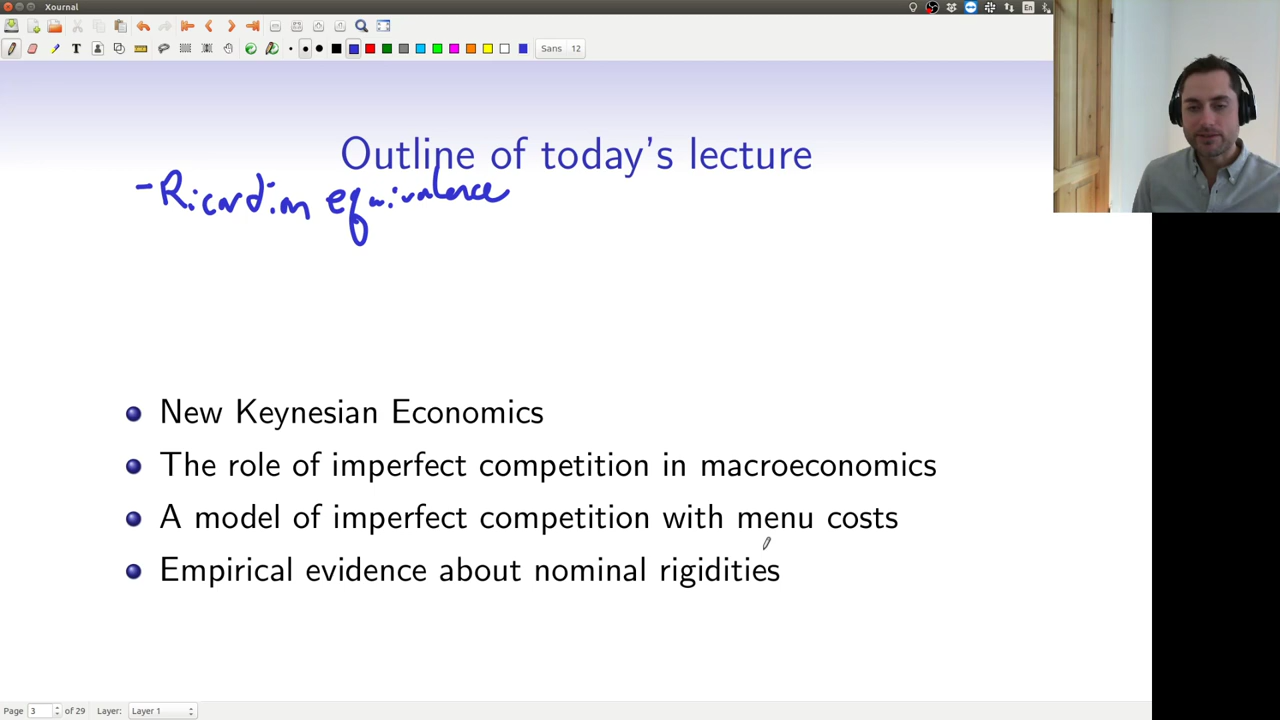 Xournal
En
Sans 12
Outline of today's lecture
- Ricardian equivalence
New Keynesian Economics
The role of imperfect competition in macroeconomics
A model of imperfect competition with menu costs
Empirical evidence about nominal rigidities
Page 3 of 29 Layer: Layer 1